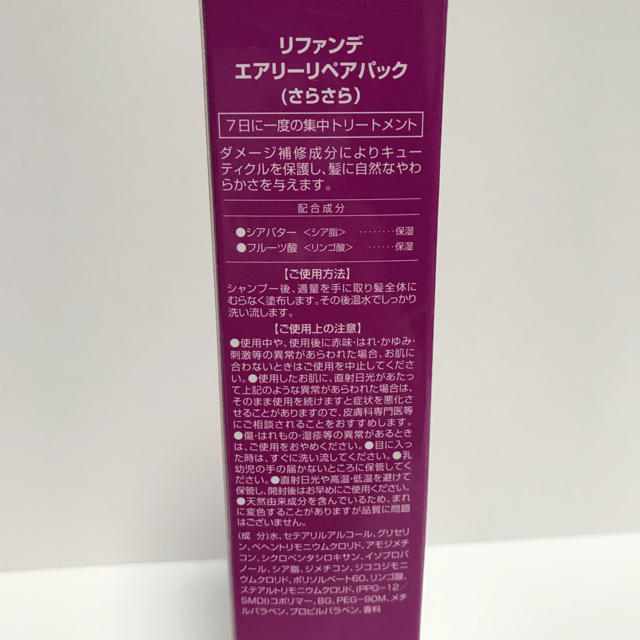 リファンデ
エアリーリペアパック
（さらさら）
7日に一度の集中トリートメント
ダメージ補修成分によりキュー
ティクルを保護し、髪に自然なやわ
らかさを与えます。
配合成分
●シアバター <シア脂> ‥‥‥‥保湿
●フルーツ酸 <リンゴ酸> ‥‥‥保湿
【ご使用方法】
シャンプー後、適量を手に取り髪全体に
むらなく塗布します。その後温水でしっかり
洗い流します。
【ご使用上の注意】
●使用中や、使用後に赤味・はれ・かゆみ・
刺激等の異常があらわれた場合、お肌に
合わないときはご使用を中止してくださ
い。●使用したお肌に、直射日光があたっ
て上記のような異常があらわれた場合は、
そのまま使用を続けますと症状を悪化さ
せることがありますので、皮膚科専門医等
にご相談されることをおすすめします。
●傷・はれもの・湿疹等の異常があるとき
は、ご使用をおやめください。●目に入っ
た時は、すぐに洗い流してください。●乳
幼児の手の届かないところに保管してく
ださい。●直射日光や高温・低温を避けて
保管し、開封後はお早めにご使用ください。
●天然由来成分を含んでいるため、まれ
に変色することがありますが品質に問題
はございません。
(成 分)水、セテアリルアルコール、グリセリ
ン、ベヘントリモニウムクロリド、アモジメチ
コン、シクロペンタシロキサン、イソプロパ
ノール、シア脂、ジメチコン、ジココジモニ
ウムクロリド、ポリソルベート60、リンゴ酸、
ステアルトリモニウムクロリド、(PPG-12／
SMDI)コポリマー、BG、PEG-90M、メチ
ルパラベン、プロピルパラベン、香料